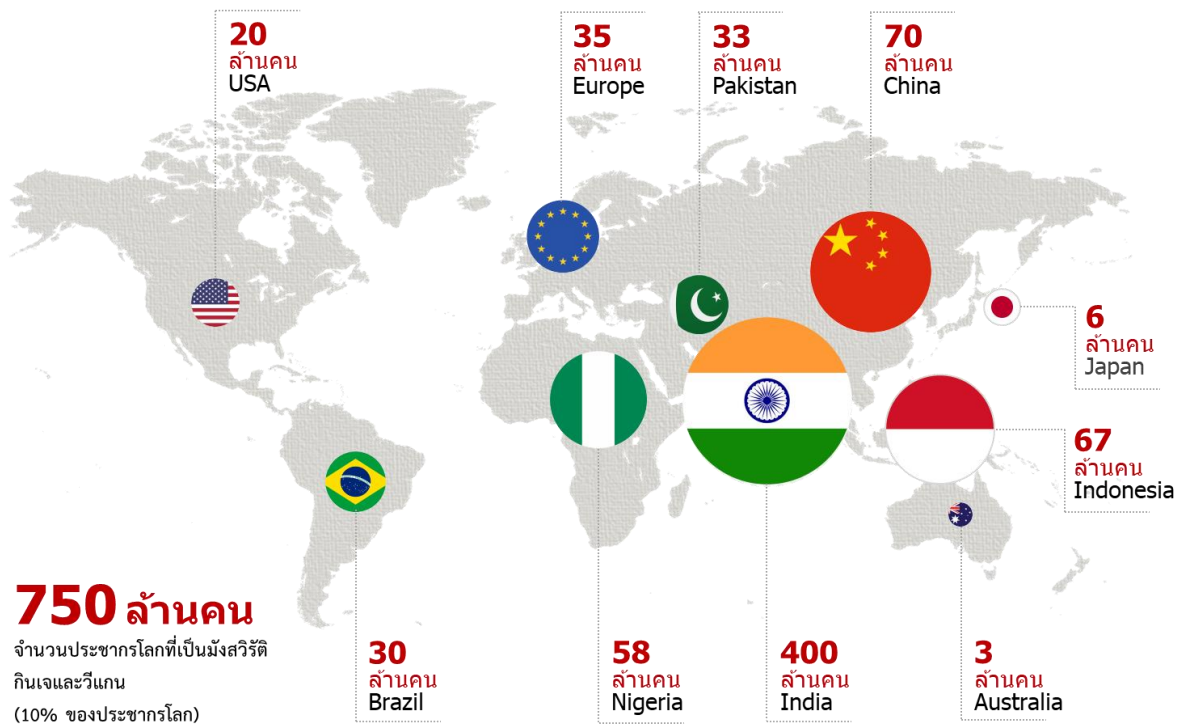 20
ล้านคน
USA
35
ล้านคน
Europe
33
ล้านคน
Pakistan
70
ล้านคน
China
6
ล้านคน
Japan
67
ล้านคน
Indonesia
750 ล้านคน
จำนวนประชากรโลกที่เป็นมังสวิรัติ
กินเจและวีแกน
(10% ของประชากรโลก)
30
ล้านคน
Brazil
58
ล้านคน
Nigeria
400
ล้านคน
India
3
ล้านคน
Australia